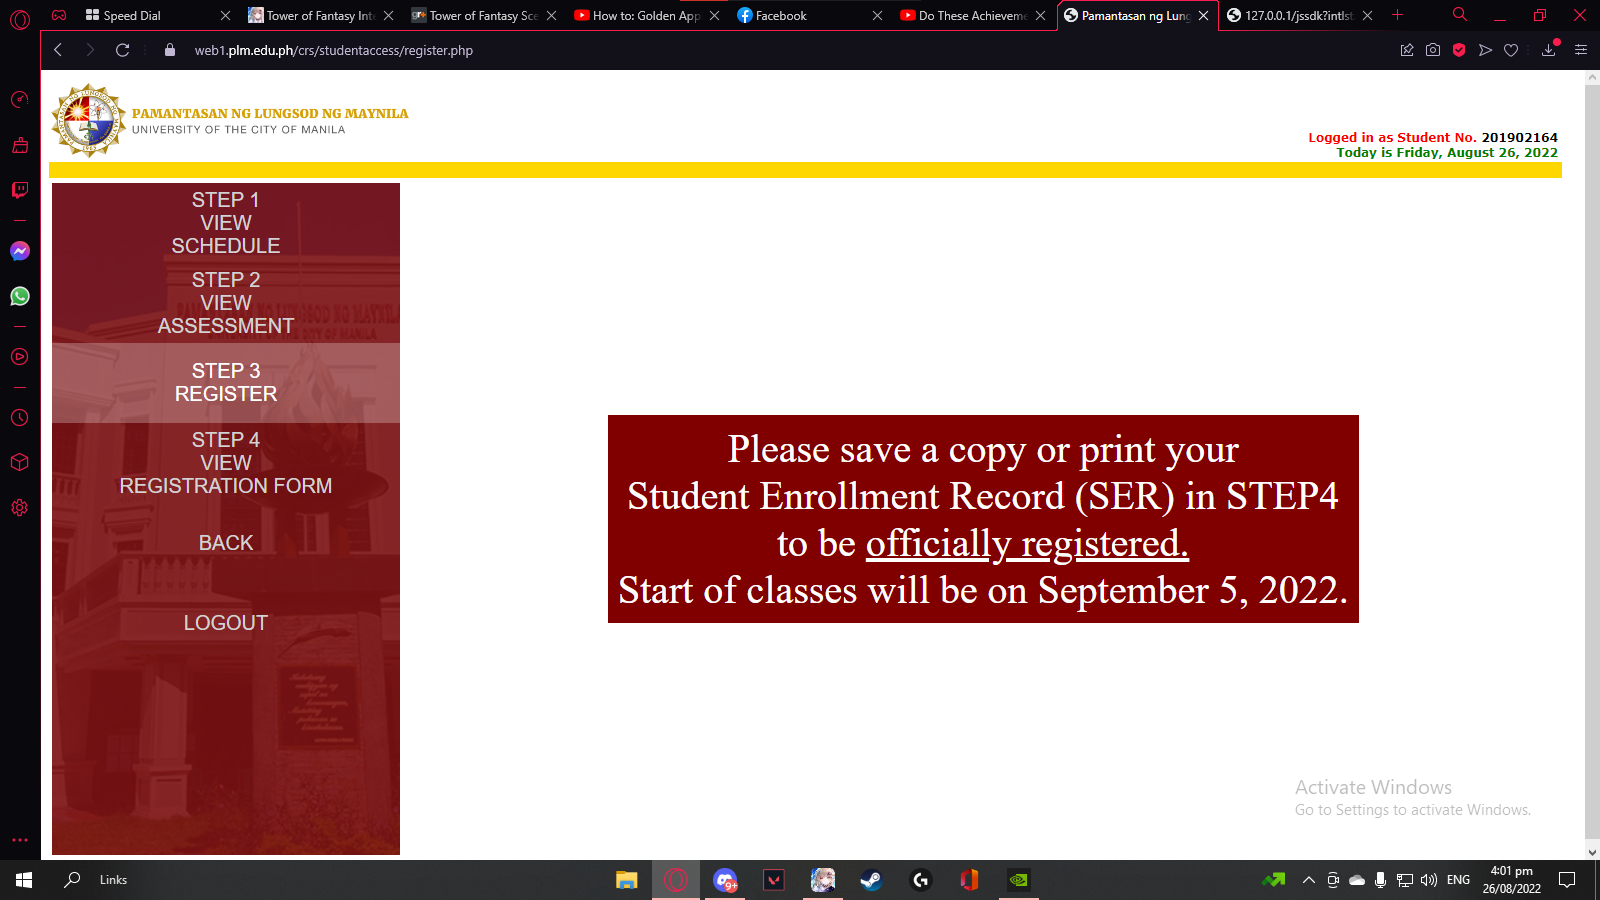 Speed Dial
Tower of Fantasy Inte
Tower of Fantasy Sce
How to: Golden App
Facebook
Do These Achieveme
Pamantasan ng Lung
127.0.0.1/jssdk?intlst
web1.plm.edu.ph/crs/studentaccess/register.php
PAMANTASAN NG LUNGSOD NG MAYNILA
UNIVERSITY OF THE CITY OF MANILA
Logged in as Student No. 201902164
Today is Friday, August 26, 2022
STEP 1
VIEW
SCHEDULE
STEP 2
VIEW
ASSESSMENT
STEP 3
REGISTER
STEP 4
VIEW
REGISTRATION FORM
BACK
LOGOUT
Please save a copy or print your
Student Enrollment Record (SER) in STEP4
to be officially registered.
Start of classes will be on September 5, 2022.
Activate Windows
Go to Settings to activate Windows.
Links
9+
ENG
4:01 pm
26/08/2022